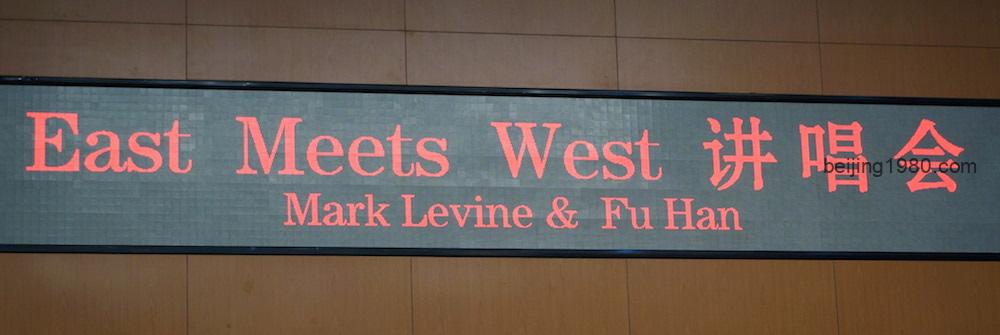 East Meets West 讲唱会
beijing1980.com
Mark Levine & Fu Han